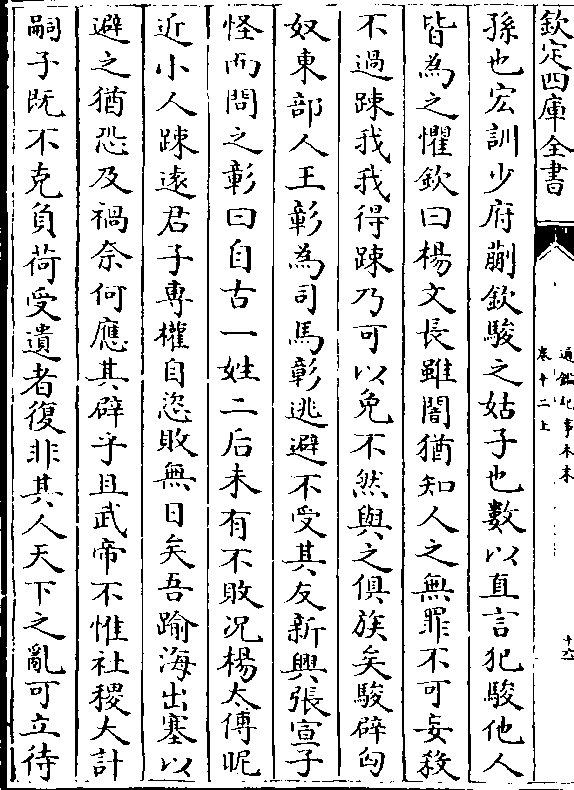 欽定四庫全書
通鑑紀事本末
卷十二上
孫也宏訓少府蒯欽駿之姑子也數以直言犯駿他人
皆為之懼欽曰楊文長雖闇猶知人之無罪不可妄殺
不過踈我我得踈乃可以免不然與之俱族矣駿辟匈
奴東部人王彰為司馬彰逃避不受其友新興張宣子
怪而問之彰曰自古一姓二后未有不敗况楊太傅昵
近小人踈遠君子專權自恣敗無日矣吾踰海出塞以
避之猶恐及禍奈何應其辟乎且武帝不惟社稷大計
嗣子既不克負荷受遺者復非其人天下之亂可立待